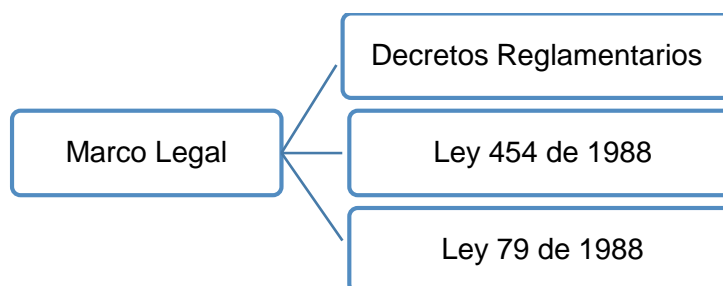 Decretos Reglamentarios
Marco Legal
Ley 454 de 1988
Ley 79 de 1988